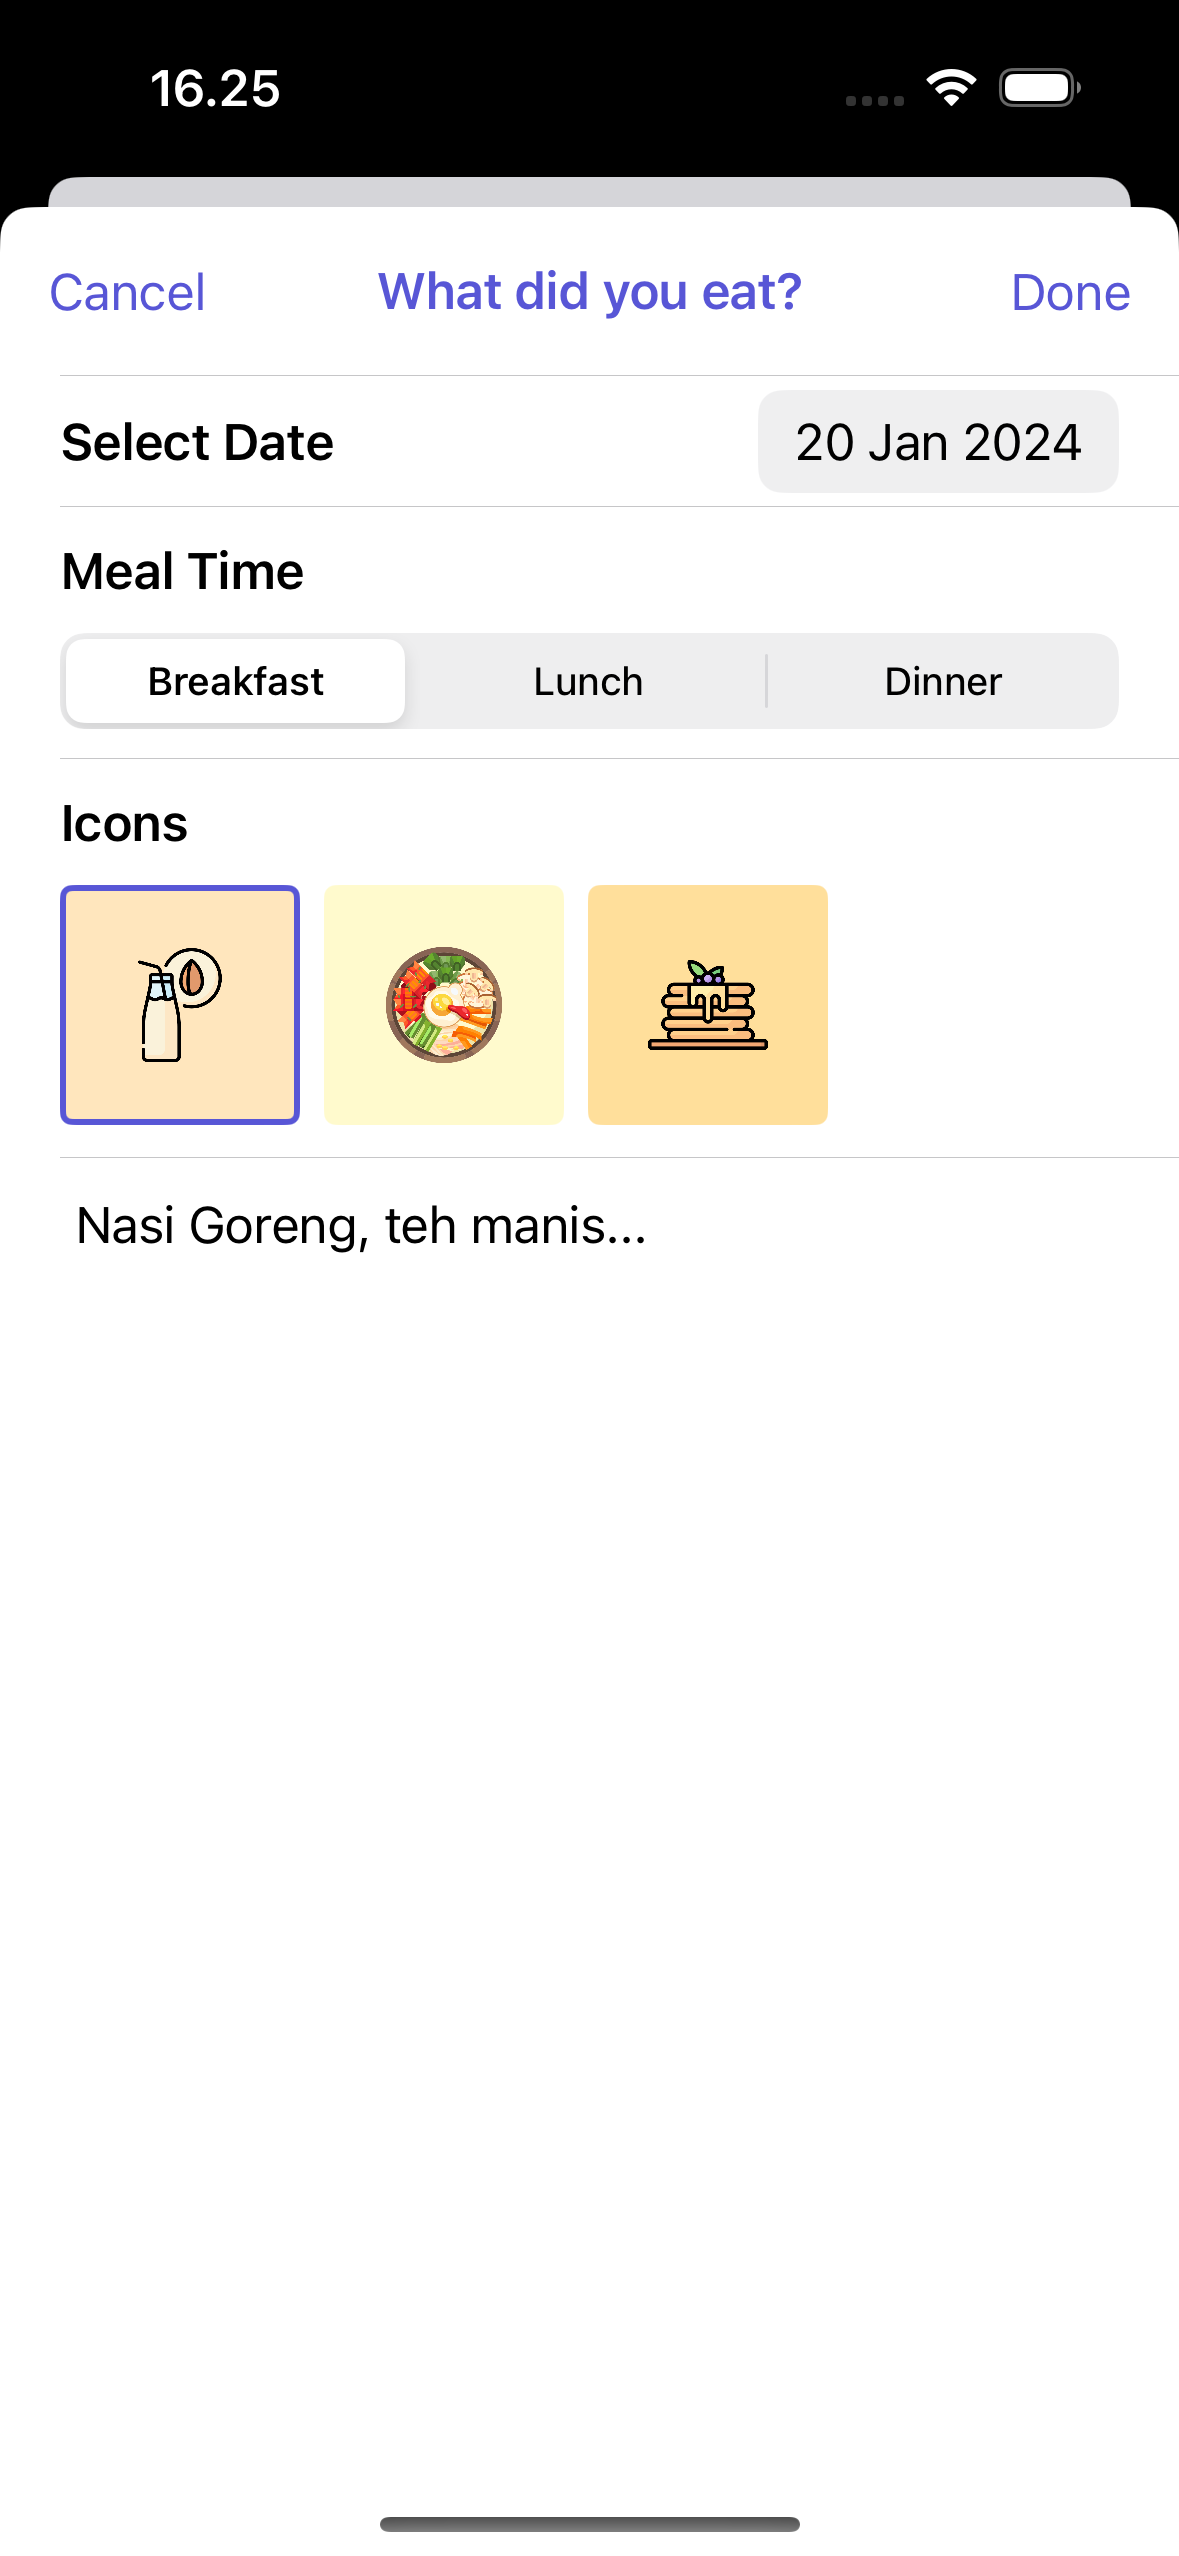 16.25
Cancel What did you eat? Done
Select Date 20 Jan 2024
Meal Time
Breakfast Lunch Dinner
Icons
Nasi Goreng, teh manis...